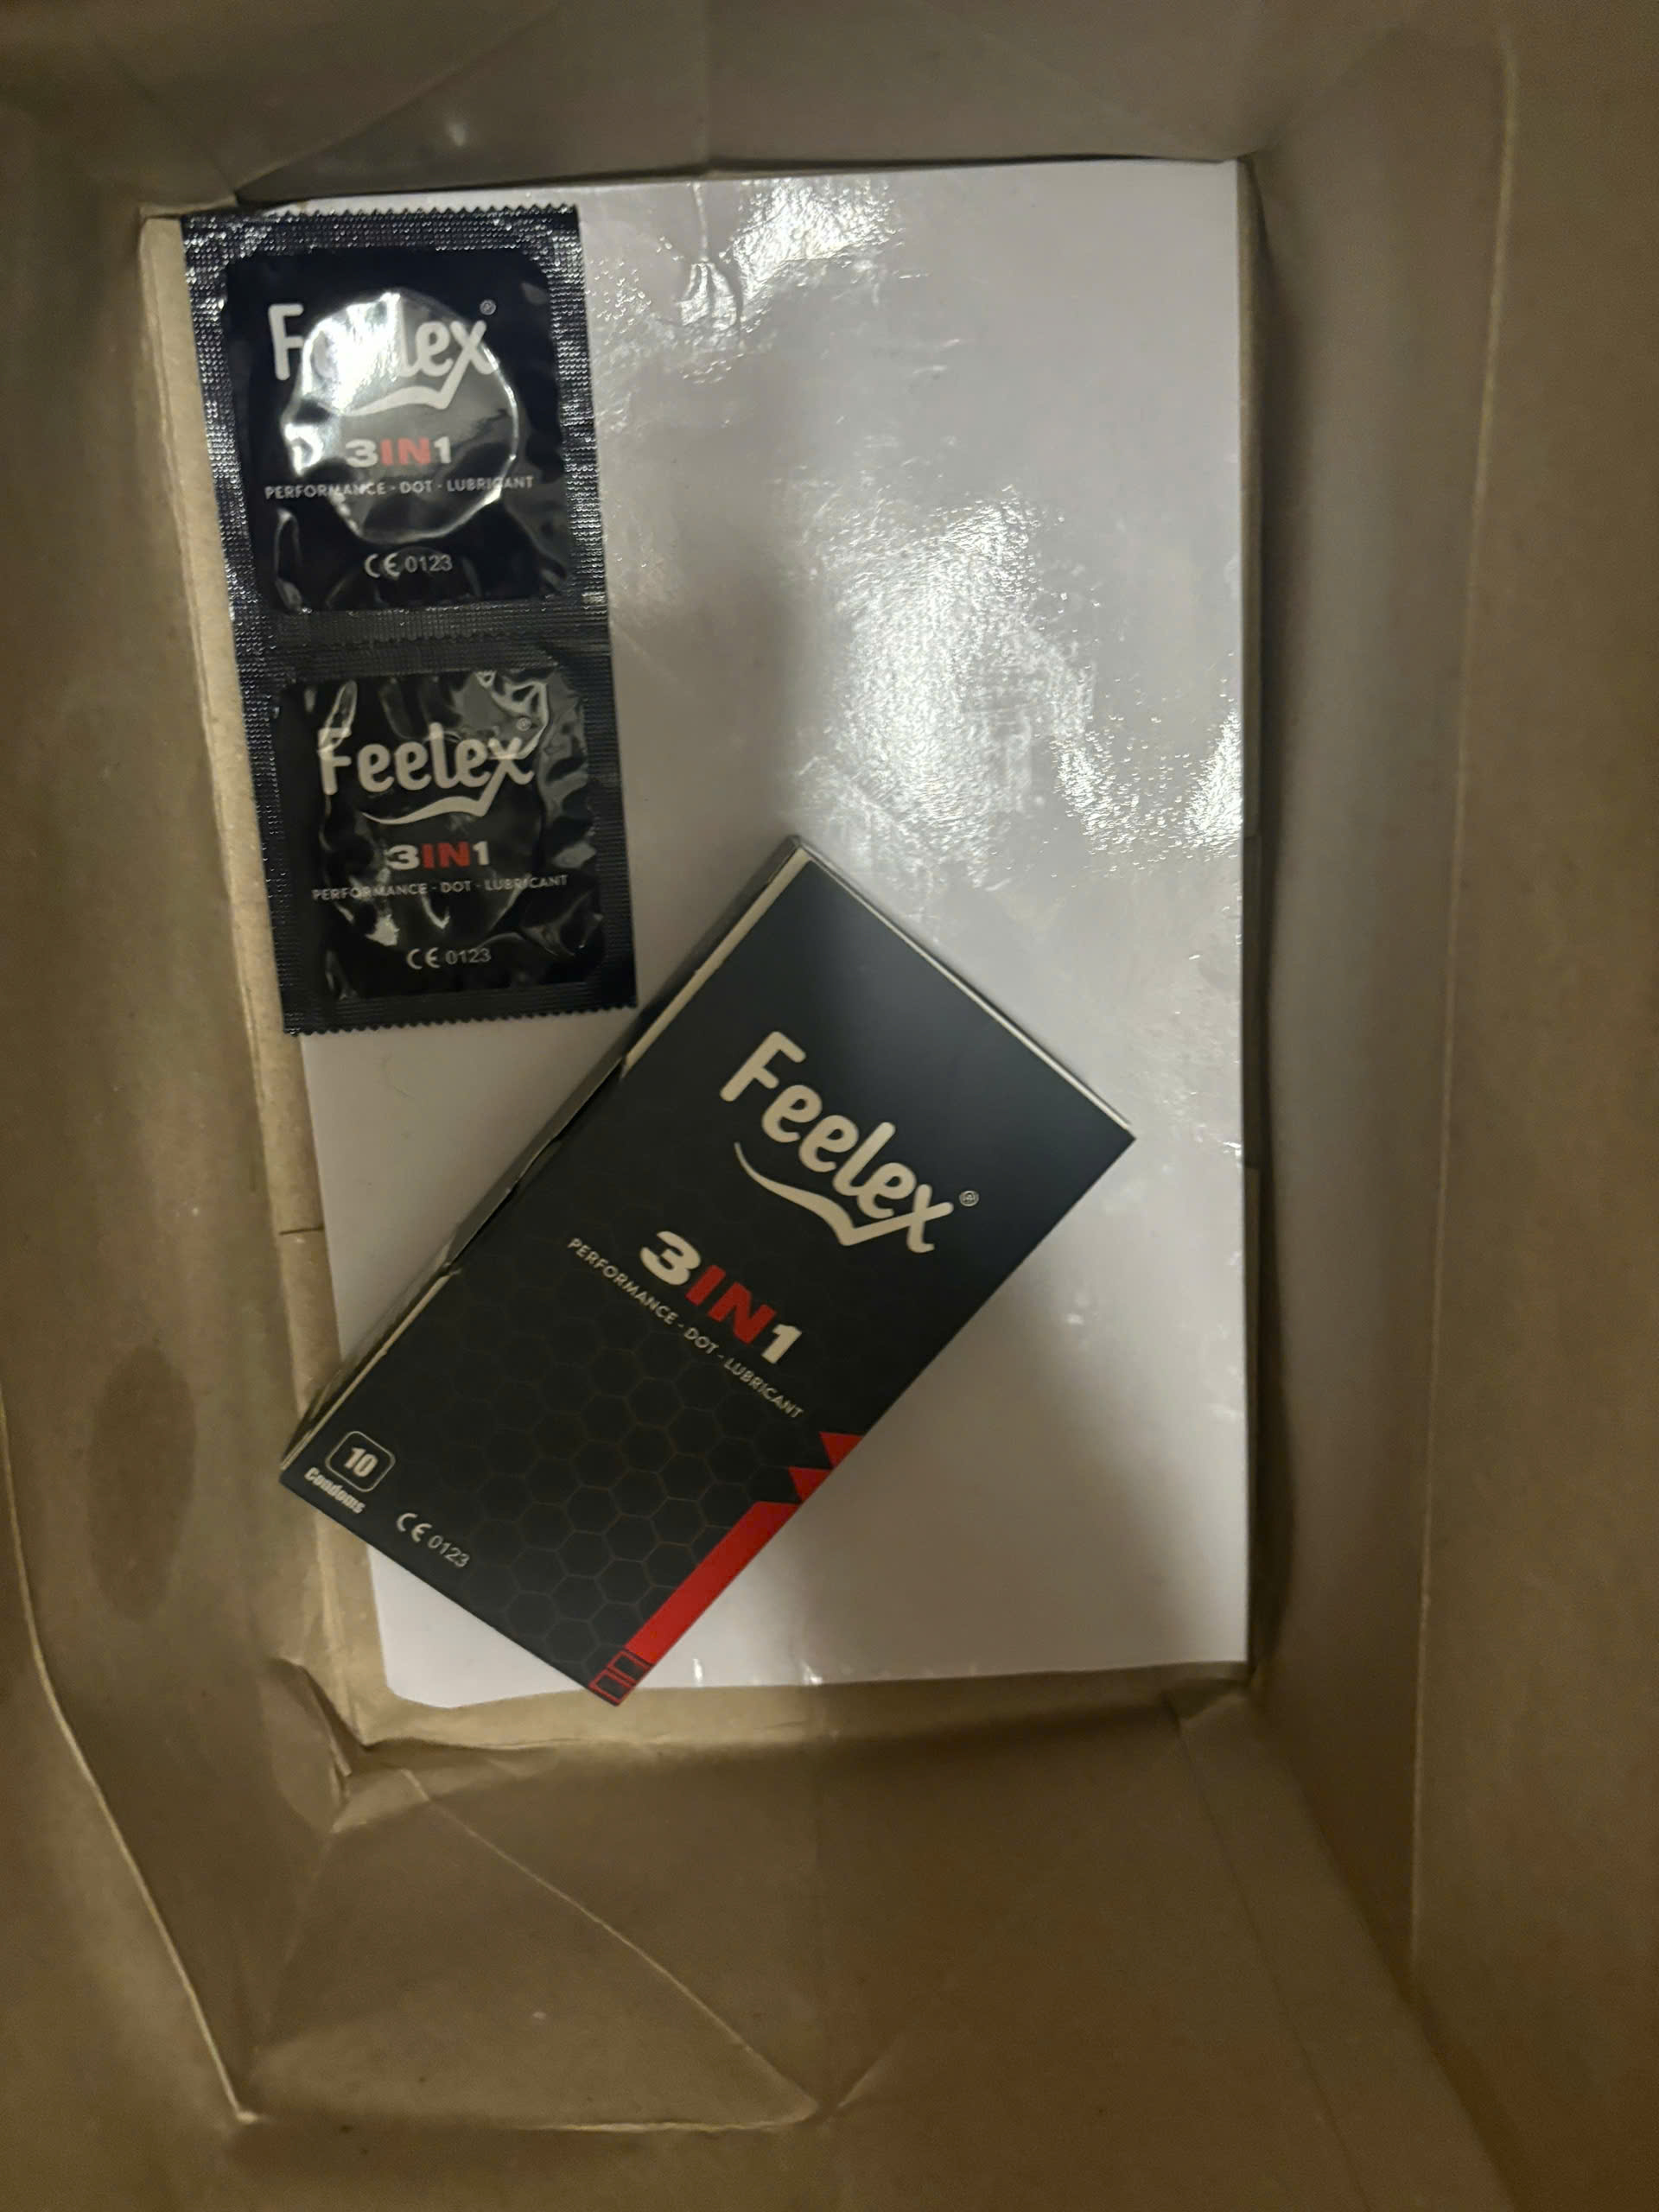 Feelex®
3IN1
PERFORMANCE - DOT - LUBRICANT
CE 0123
Feelex®
3IN1
PERFORMANCE - DOT - LUBRICANT
CE 0123
Feelex®
3IN1
PERFORMANCE - DOT - LUBRICANT
10
Condoms
CE 0123